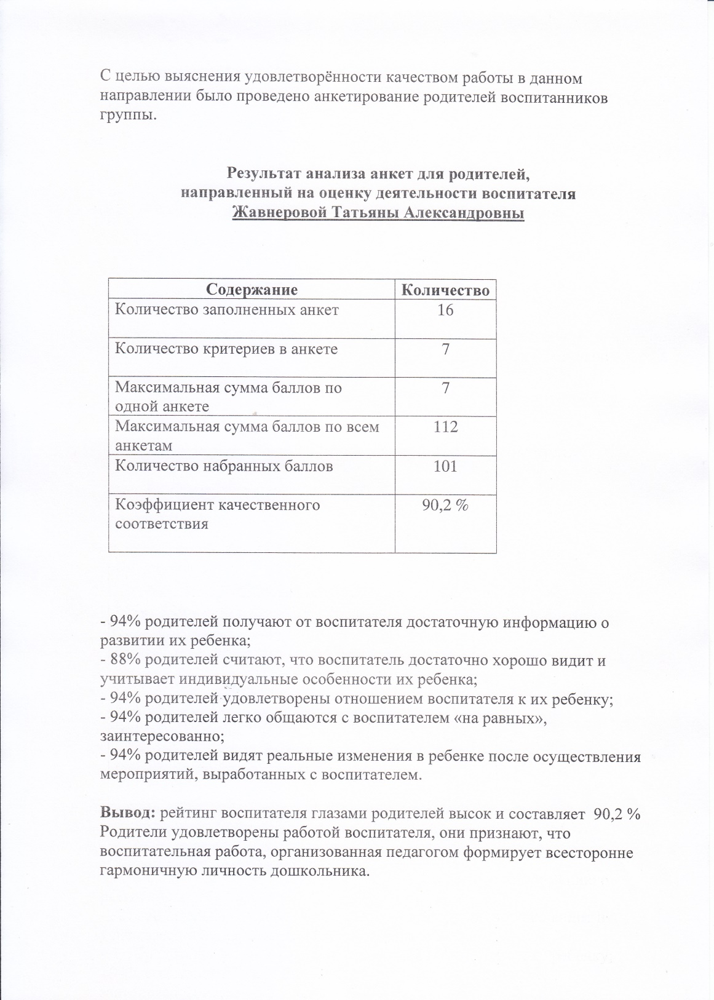 С целью выяснения удовлетворённости качеством работы в данном
направлении было проведено анкетирование родителей воспитанников
группы.
Результат анализа анкет для родителей,
направленный на оценку деятельности воспитателя
Жавнеровой Татьяны Александровны
Содержание Количество
Количество заполненных анкет 16
Количество критериев в анкете 7
Максимальная сумма баллов по 7
одной анкете
Максимальная сумма баллов по всем 112
анкетам
Количество набранных баллов 101
Коэффициент качественного 90,2 %
соответствия
- 94% родителей получают от воспитателя достаточную информацию о
развитии их ребенка;
- 88% родителей считают, что воспитатель достаточно хорошо видит и
учитывает индивидуальные особенности их ребенка;
- 94% родителей удовлетворены отношением воспитателя к их ребенку;
- 94% родителей легко общаются с воспитателем «на равных»,
заинтересованно;
- 94% родителей видят реальные изменения в ребенке после осуществления
мероприятий, выработанных с воспитателем.
Вывод: рейтинг воспитателя глазами родителей высок и составляет 90,2 %
Родители удовлетворены работой воспитателя, они признают, что
воспитательная работа, организованная педагогом формирует всесторонне
гармоничную личность дошкольника.